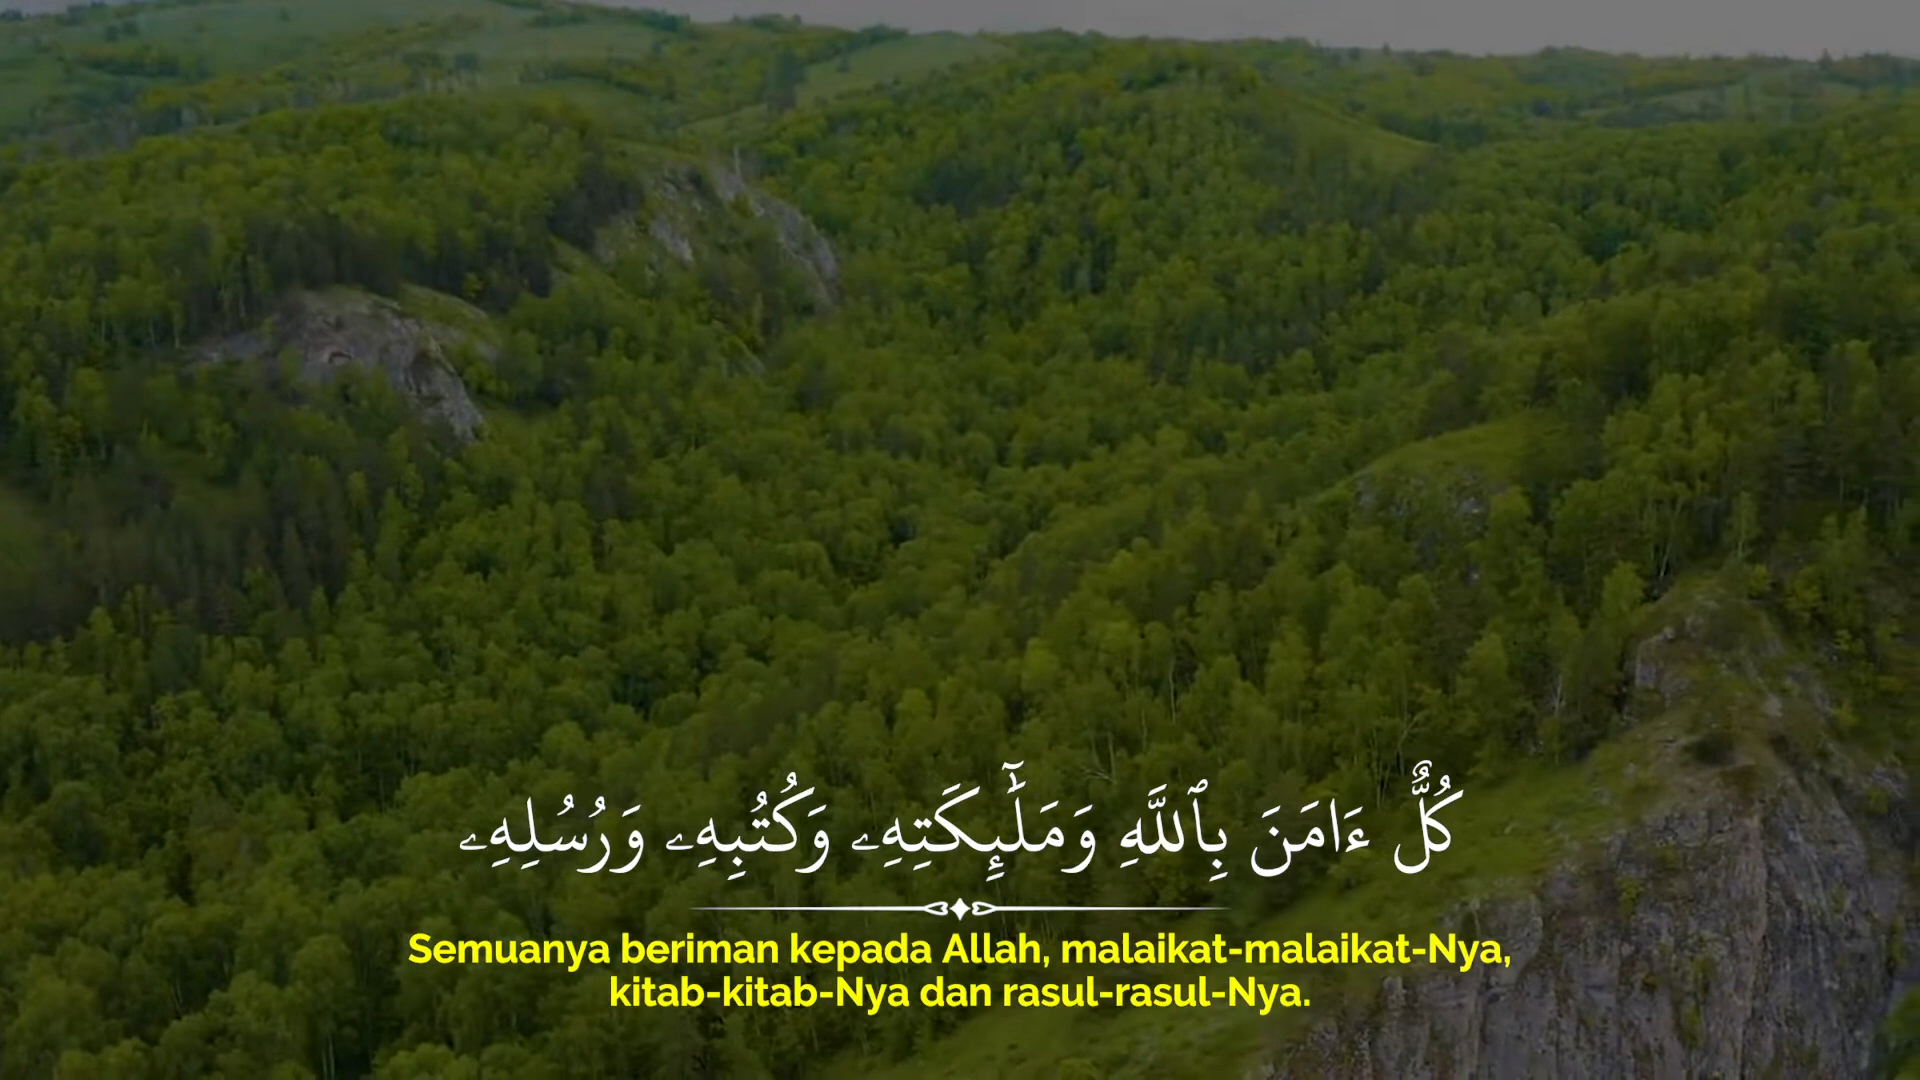 كُلٌّ ءَامَنَ بِٱللَّهِ وَمَلَٰٓئِكَتِهِۦ وَكُتُبِهِۦ وَرُسُلِهِۦ
Semuanya beriman kepada Allah, malaikat-malaikat-Nya,
kitab-kitab-Nya dan rasul-rasul-Nya.